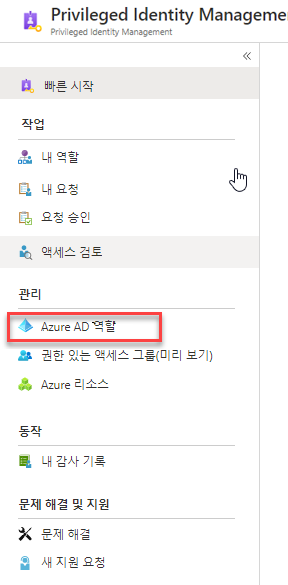 Privileged Identity Management
Privileged Identity Management
«
빠른 시작
작업
내 역할
내 요청
요청 승인
액세스 검토
관리
Azure AD 역할
권한 있는 액세스 그룹(미리 보기)
Azure 리소스
동작
내 감사 기록
문제 해결 및 지원
문제 해결
새 지원 요청